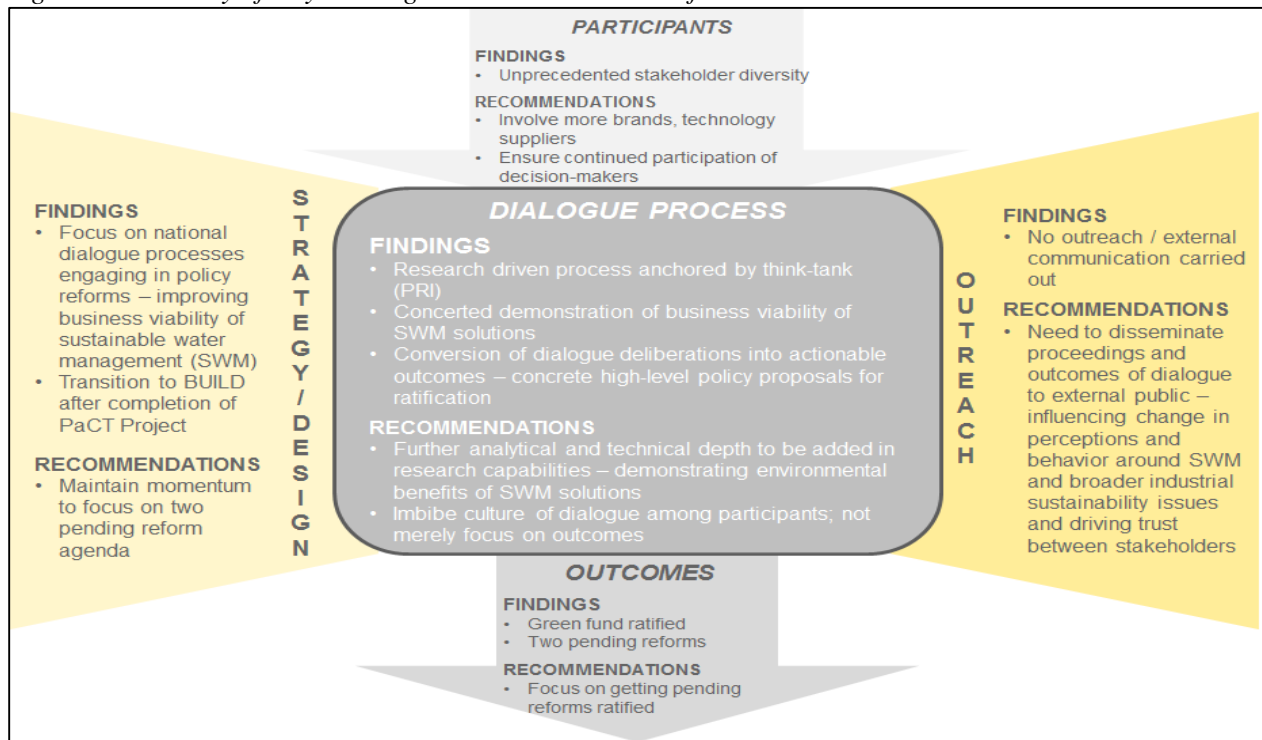 PARTICIPANTS
FINDINGS
• Unprecedented stakeholder diversity
RECOMMENDATIONS
• Involve more brands, technology
suppliers
• Ensure continued participation of
decision-makers
FINDINGS
• Focus on national
dialogue processes
engaging in policy
reforms – improving
business viability of
sustainable water
management (SWM)
• Transition to BUILD
after completion of
PaCT Project
RECOMMENDATIONS
• Maintain momentum
to focus on two
pending reform
agenda
STRATEGY/DESIGN
DIALOGUE PROCESS
FINDINGS
• Research driven process anchored by think-tank
(PRI)
• Concerted demonstration of business viability of
SWM solutions
• Conversion of dialogue deliberations into actionable
outcomes – concrete high-level policy proposals for
ratification
RECOMMENDATIONS
• Further analytical and technical depth to be added in
research capabilities – demonstrating environmental
benefits of SWM solutions
• Imbibe culture of dialogue among participants; not
merely focus on outcomes
OUTREACH
FINDINGS
• No outreach / external
communication carried
out
RECOMMENDATIONS
• Need to disseminate
proceedings and
outcomes of dialogue
to external public –
influencing change in
perceptions and
behavior around SWM
and broader industrial
sustainability issues
and driving trust
between stakeholders
OUTCOMES
FINDINGS
• Green fund ratified
• Two pending reforms
RECOMMENDATIONS
• Focus on getting pending
reforms ratified